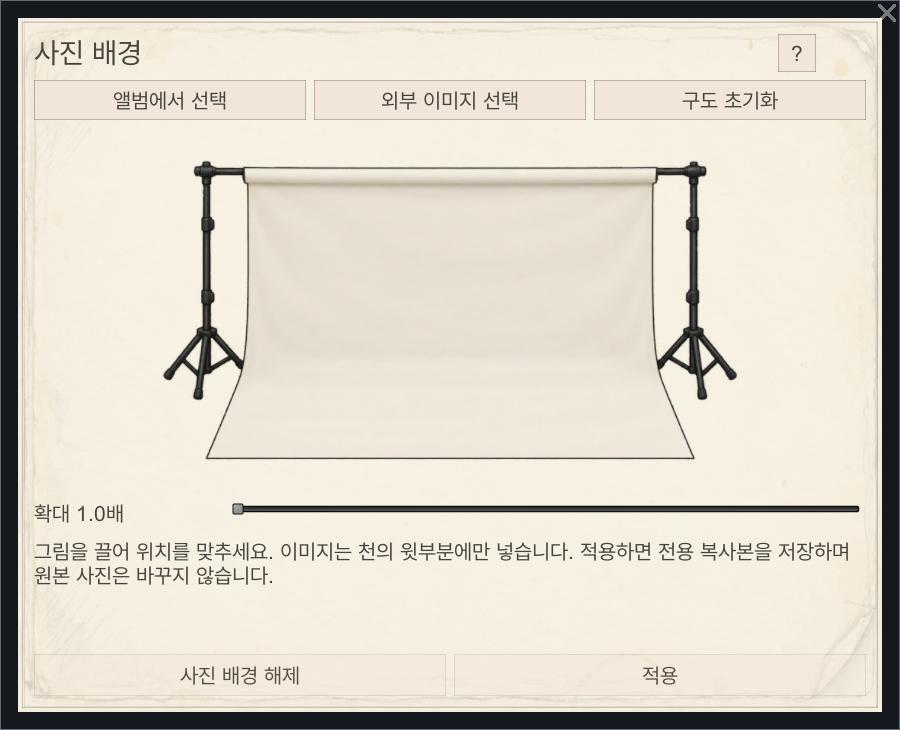 사진 배경
?
앨범에서 선택
외부 이미지 선택
구도 초기화
확대 1.0배
그림을 끌어 위치를 맞추세요. 이미지는 천의 윗부분에만 넣습니다. 적용하면 전용 복사본을 저장하며
원본 사진은 바꾸지 않습니다.
사진 배경 해제
적용